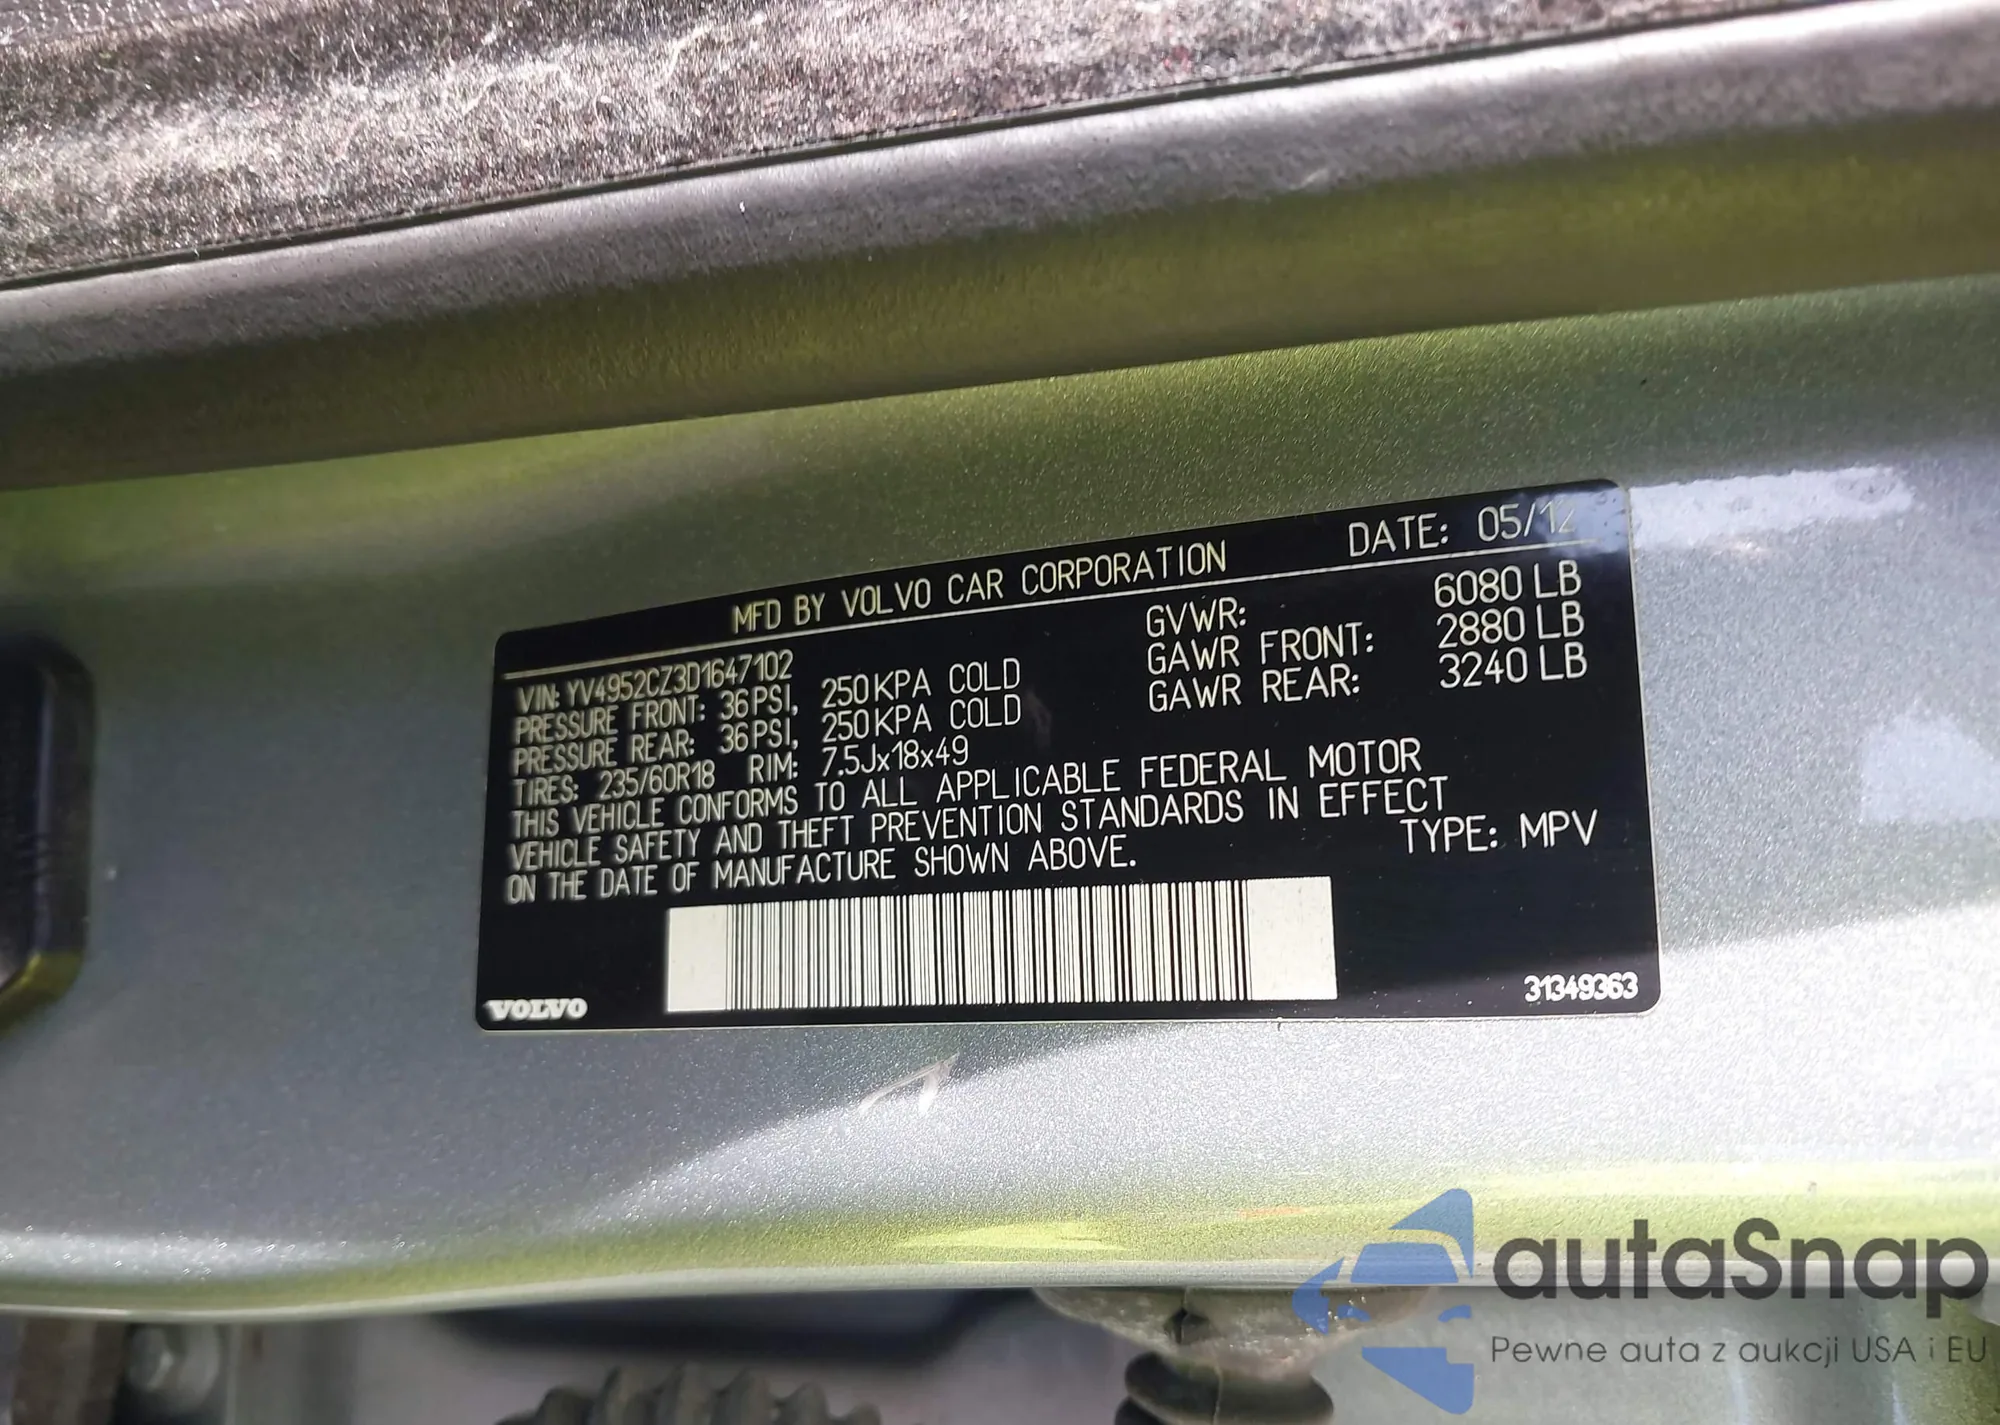 MFD BY VOLVO CAR CORPORATION DATE: 05/12
VIN: YV4952CZ3D1647102 GVWR: 6080 LB
PRESSURE FRONT: 36PSI, 250KPA COLD GAWR FRONT: 2880 LB
PRESSURE REAR: 36PSI, 250KPA COLD GAWR REAR: 3240 LB
TIRES: 235/60R18 RIM: 7.5Jx18x49
THIS VEHICLE CONFORMS TO ALL APPLICABLE FEDERAL MOTOR
VEHICLE SAFETY AND THEFT PREVENTION STANDARDS IN EFFECT
ON THE DATE OF MANUFACTURE SHOWN ABOVE. TYPE: MPV
VOLVO 31349363
autaSnap
Pewne auta z aukcji USA i EU